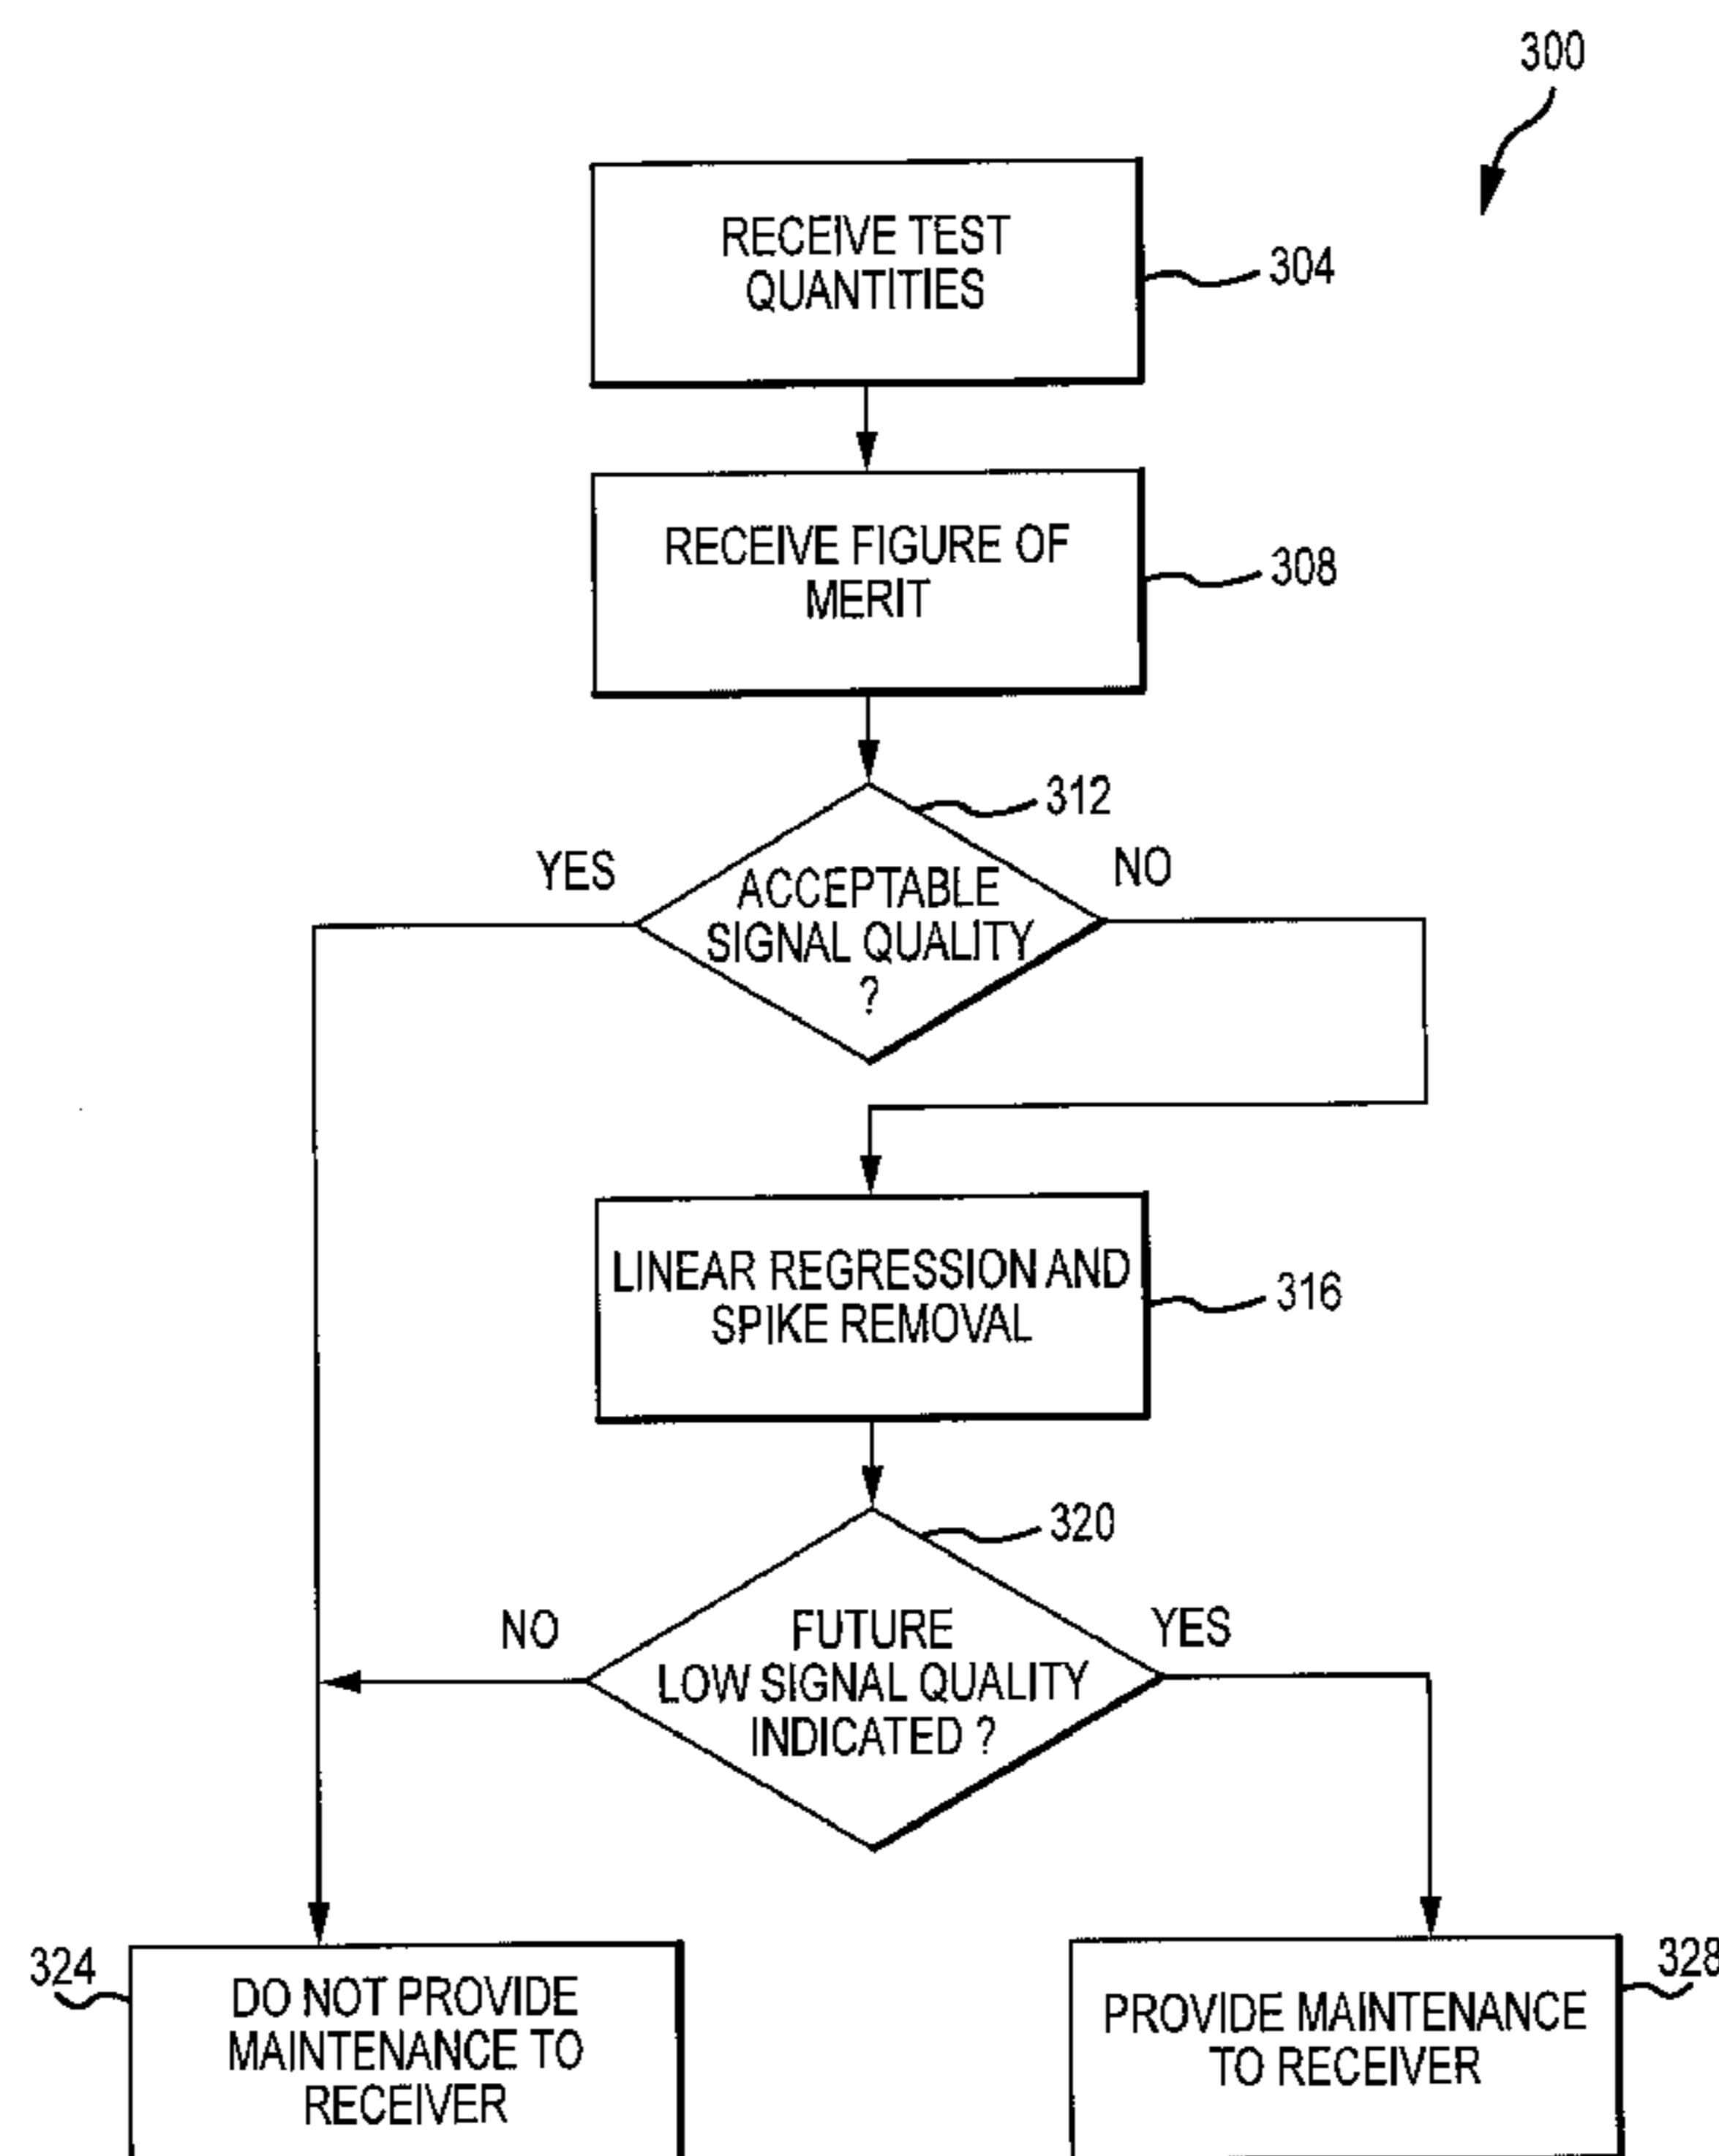 300
RECEIVE TEST
QUANTITIES
304
RECEIVE FIGURE OF
MERIT
308
312
YES
NO
ACCEPTABLE
SIGNAL QUALITY
?
LINEAR REGRESSION AND
SPIKE REMOVAL
316
320
NO
YES
FUTURE
LOW SIGNAL QUALITY
INDICATED ?
324
DO NOT PROVIDE
MAINTENANCE TO
RECEIVER
328
PROVIDE MAINTENANCE
TO RECEIVER